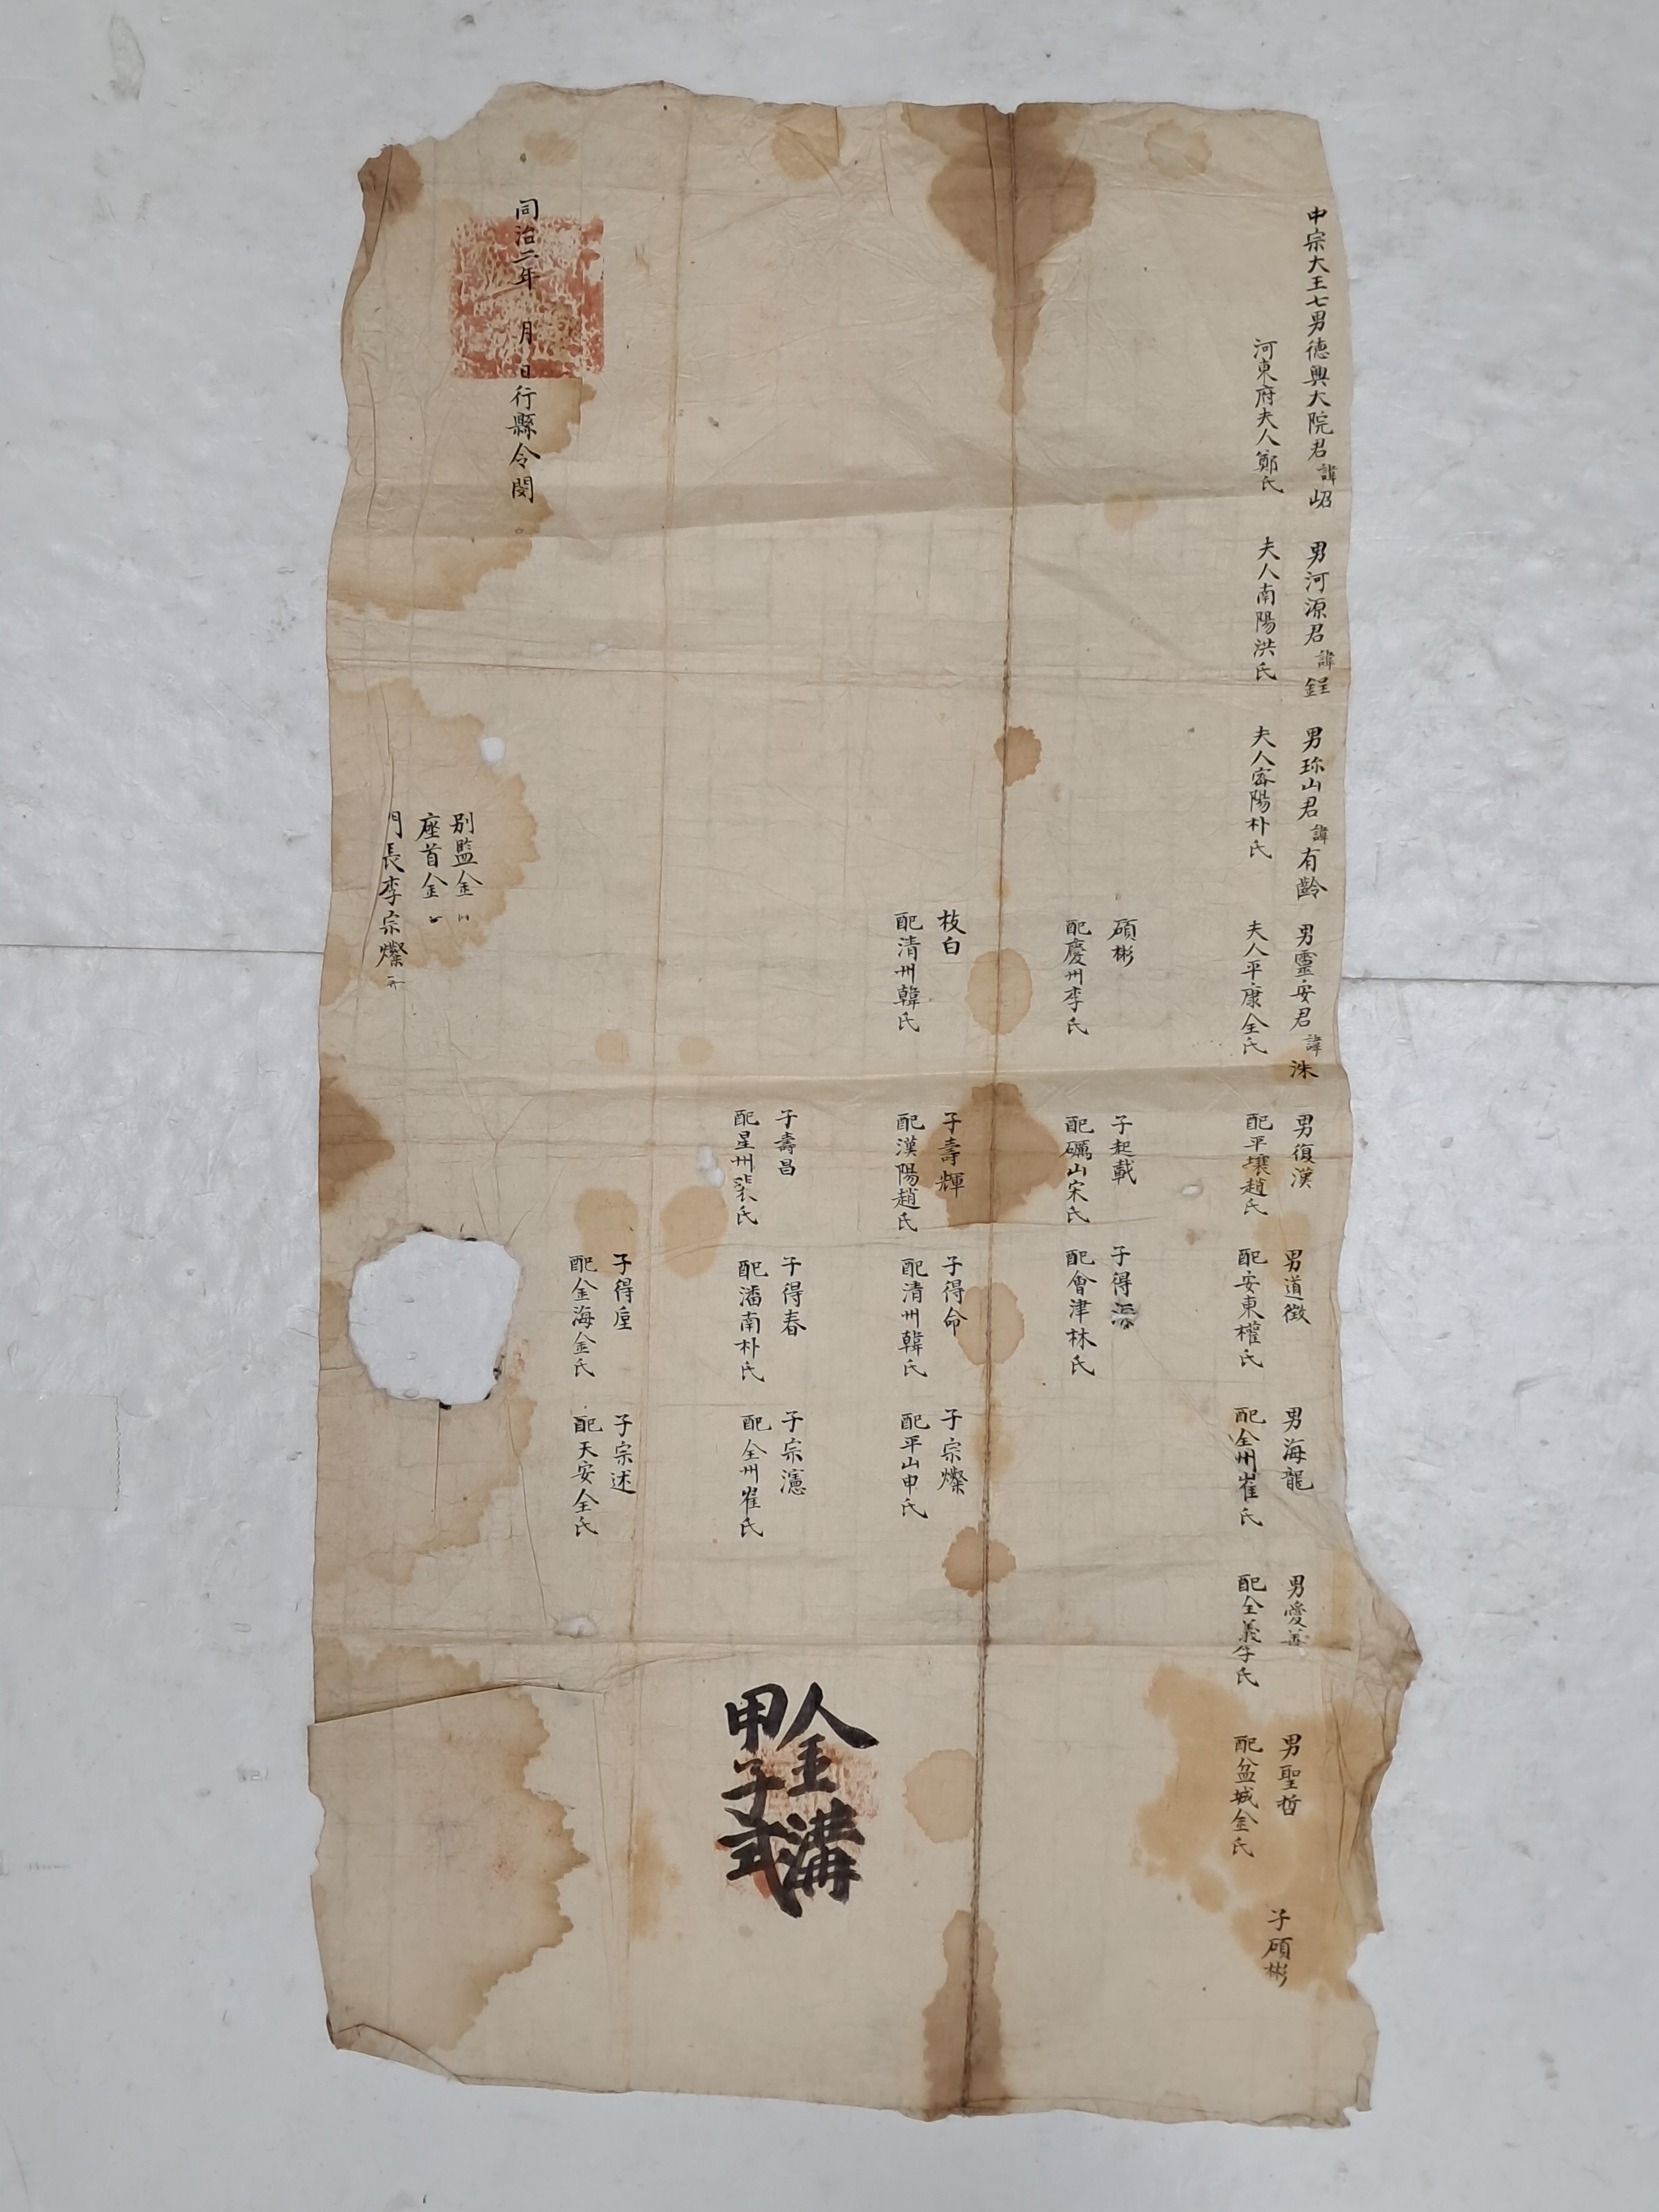 中宗大王七男德興大院君諱岹
河東府夫人鄭氏
男河源君諱鋥
夫人南陽洪氏
男珎山君諱有齡
夫人密陽朴氏
男靈安君諱洙
夫人平康全氏
男復漢
配平壤趙氏
男道徵
配安東權氏
男海龍
配全州崔氏
男愛善
配全義李氏
男聖哲
配盆城金氏
子碩彬
碩彬
配慶州李氏
子起載
配礪山宋氏
子得
配會津林氏
枝白
配清州韓氏
子壽輝
配漢陽趙氏
子得命
配清州韓氏
子宗燦
配平山申氏
子壽昌
配星州裴氏
子得春
配潘南朴氏
子宗濾
配全州崔氏
子得垕
配金海金氏
子宗述
配天安全氏
人金溝
甲子式
同治二年 月 日行縣令閔
別監金
座首金
門長李宗燦